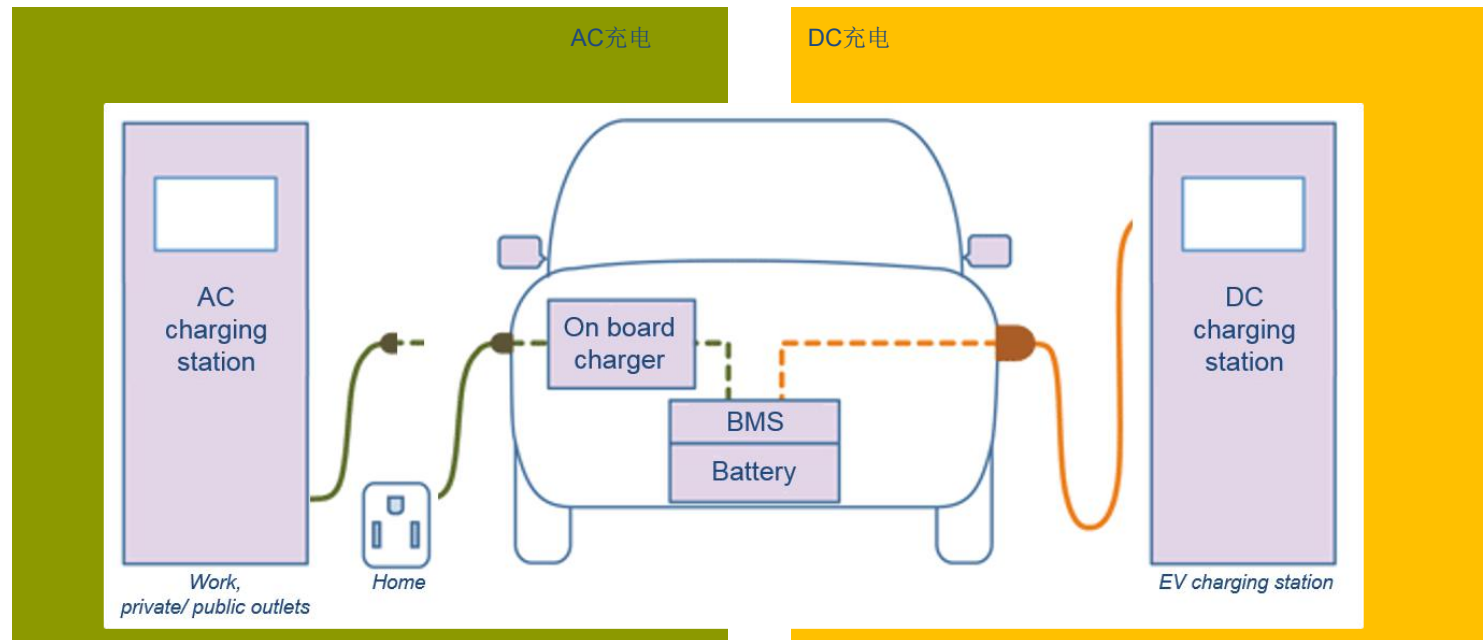 AC充电
DC充电
AC
charging
station
On board
charger
BMS
Battery
DC
charging
station
Work,
private/ public outlets
Home
EV charging station